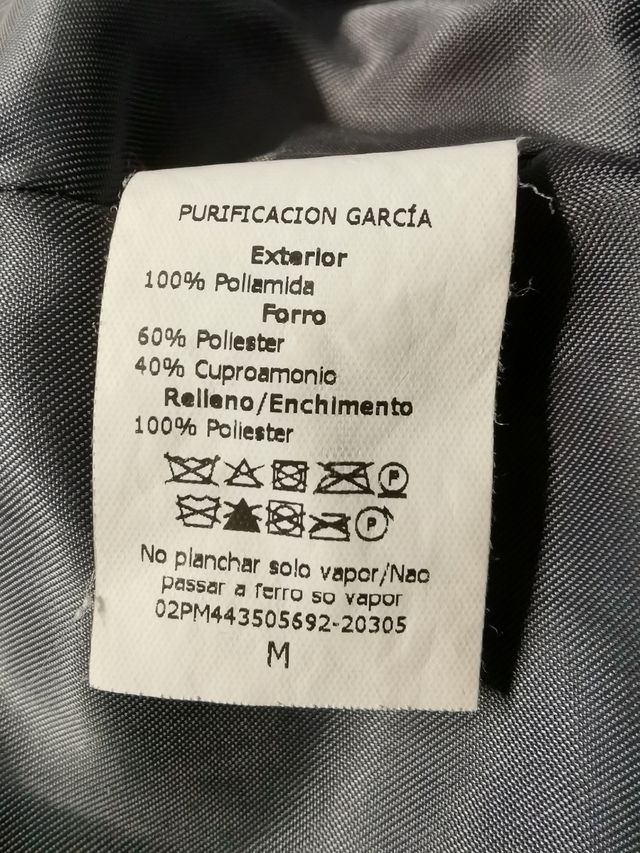 PURIFICACION GARCÍA
Exterior
100% Poliamida
Forro
60% Poliester
40% Cuproamonio
Relleno/Enchimento
100% Poliester
P
P
No planchar solo vapor/Nao
passar a ferro so vapor
02PM443505692-20305
M